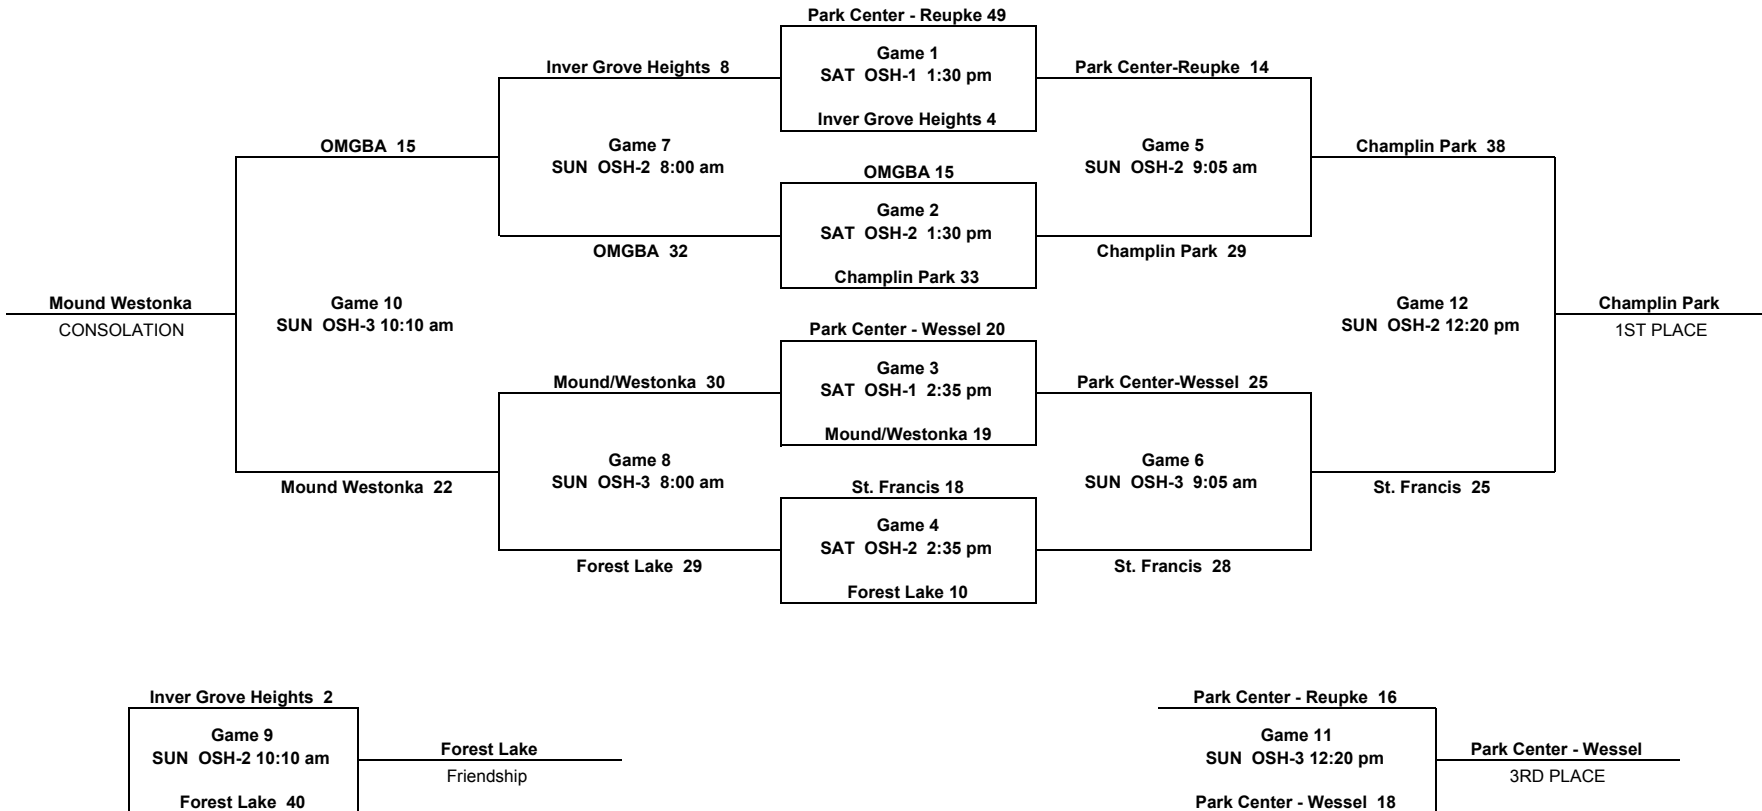 Park Center - Reupke 49
Game 1
SAT OSH-1 1:30 pm
Inver Grove Heights 8
Park Center-Reupke 14
Inver Grove Heights 4
OMGBA 15
Game 7
SUN OSH-2 8:00 am
Game 5
SUN OSH-2 9:05 am
Champlin Park 38
OMGBA 15
Game 2
SAT OSH-2 1:30 pm
OMGBA 32
Champlin Park 29
Champlin Park 33
Mound Westonka
CONSOLATION
Game 10
SUN OSH-3 10:10 am
Game 12
SUN OSH-2 12:20 pm
Champlin Park
1ST PLACE
Park Center - Wessel 20
Game 3
SAT OSH-1 2:35 pm
Mound/Westonka 30
Park Center-Wessel 25
Mound/Westonka 19
Game 8
SUN OSH-3 8:00 am
Game 6
SUN OSH-3 9:05 am
Mound Westonka 22
St. Francis 18
St. Francis 25
Game 4
SAT OSH-2 2:35 pm
Forest Lake 29
St. Francis 28
Forest Lake 10
Inver Grove Heights 2
Game 9
SUN OSH-2 10:10 am
Forest Lake
Friendship
Forest Lake 40
Park Center - Reupke 16
Game 11
SUN OSH-3 12:20 pm
Park Center - Wessel
3RD PLACE
Park Center - Wessel 18